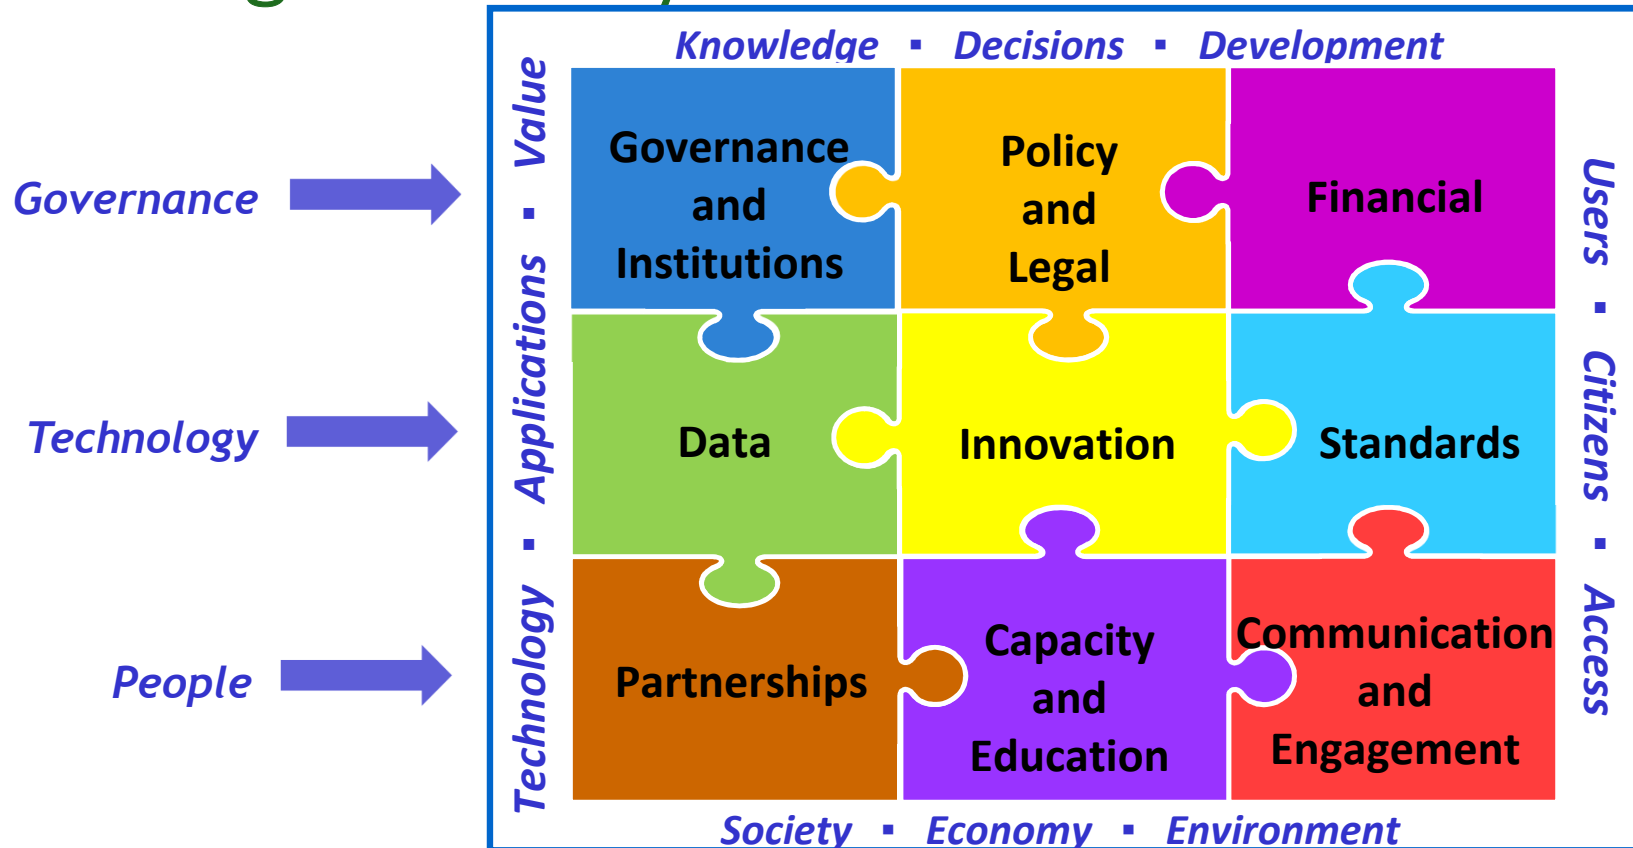 Knowledge ▪ Decisions ▪ Development
Technology ▪ Applications ▪ Value
Users ▪ Citizens ▪ Access
Governance
Governance
and
Institutions
Policy
and
Legal
Financial
Technology
Data
Innovation
Standards
People
Partnerships
Capacity
and
Education
Communication
and
Engagement
Society ▪ Economy ▪ Environment